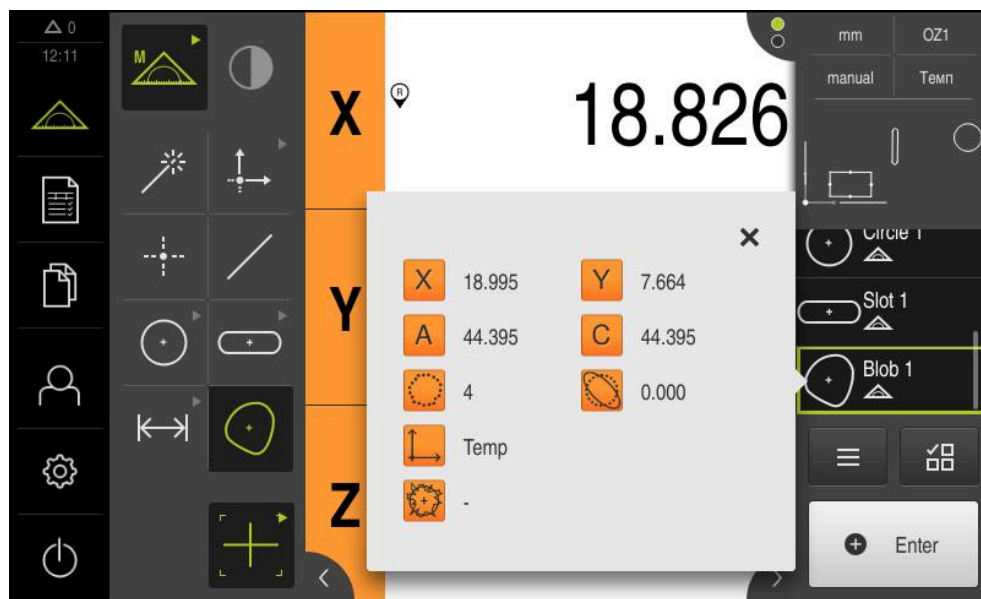 0
12:11
M
X
R
18.826
mm
OZ1
manual
Темп
Circle 1
Slot 1
Blob 1
Y
Z
X 18.995
Y 7.664
A 44.395
C 44.395
4
0.000
Temp
-
Enter